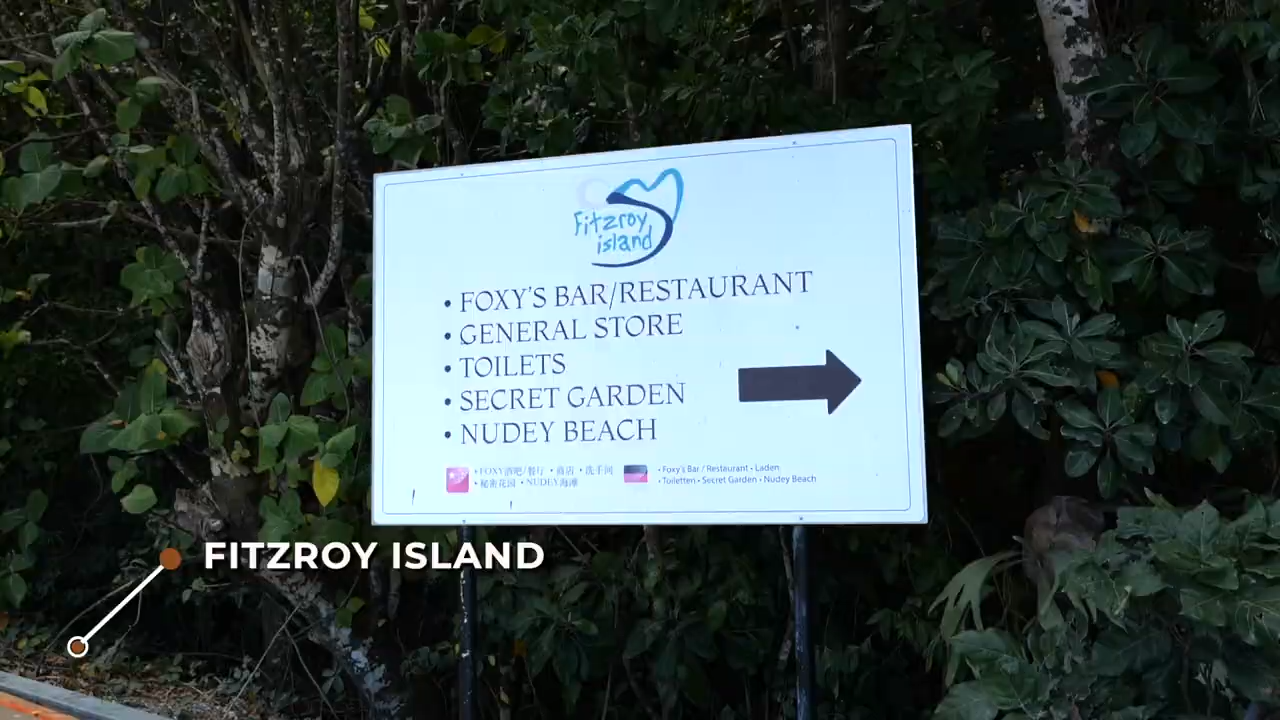 Fitzroy
island
• FOXY'S BAR/RESTAURANT
• GENERAL STORE
• TOILETS
• SECRET GARDEN
• NUDEY BEACH
• FOXY酒吧/餐厅 • 商店 • 洗手间
• 秘密花园 • NUDEY海滩
• Foxy's Bar / Restaurant • Laden
• Toiletten • Secret Garden • Nudey Beach
FITZROY ISLAND